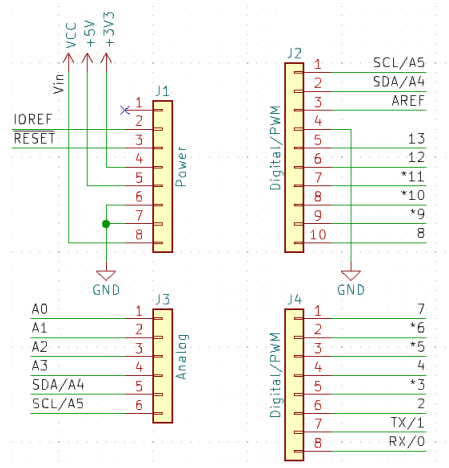 VCC
+5V
+3V3
Vin
J1
1
IOREF 2
RESET 3
4
5
6
7
8
Power
GND
J2
1 SCL/A5
2 SDA/A4
3 AREF
4
5 13
6 12
7 *11
8 *10
9 *9
10 8
Digital/PWM
GND
J3
A0 1
A1 2
A2 3
A3 4
SDA/A4 5
SCL/A5 6
Analog
J4
1 7
2 *6
3 *5
4 4
5 *3
6 2
7 TX/1
8 RX/0
Digital/PWM